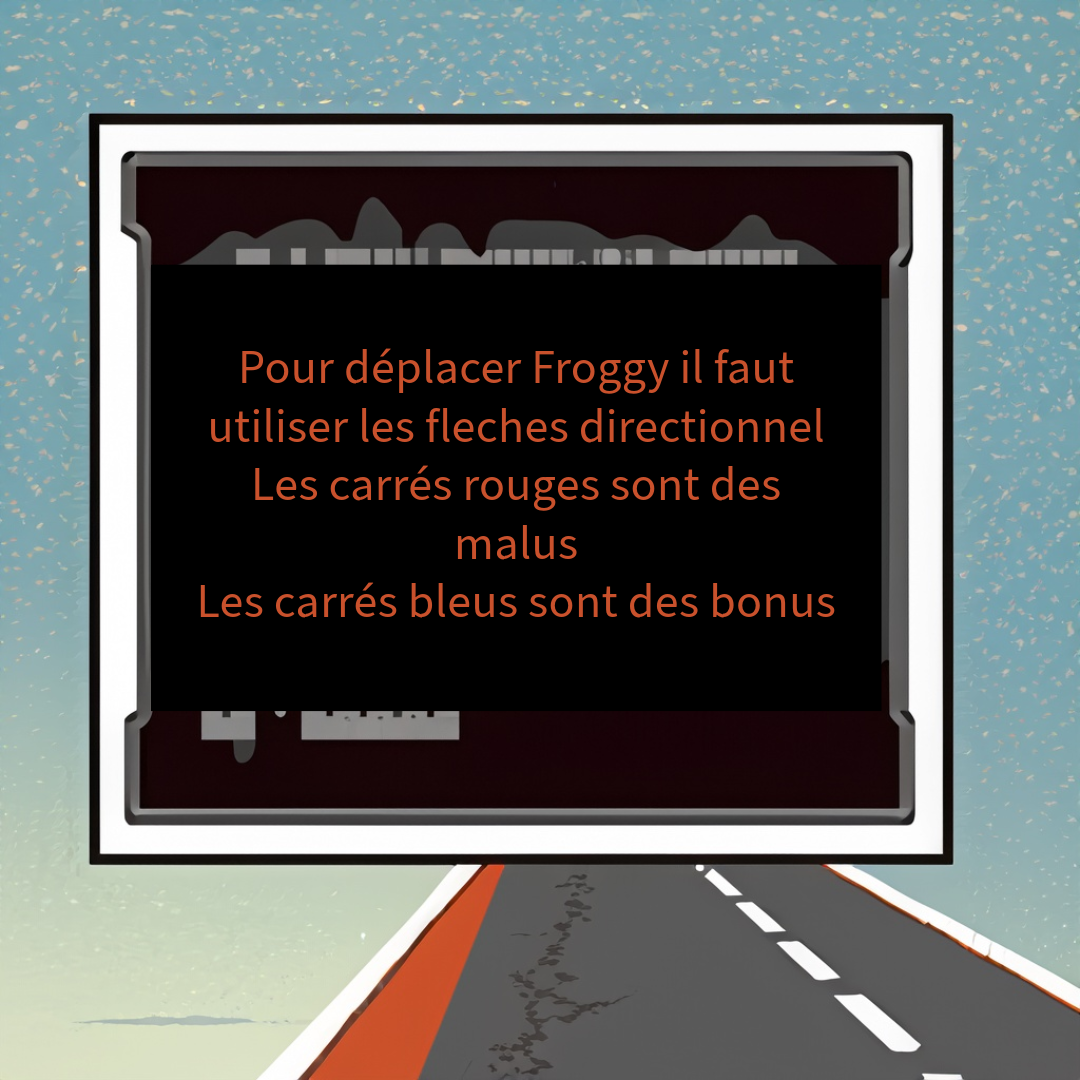 Pour déplacer Froggy il faut
utiliser les fleches directionnel
Les carrés rouges sont des
malus
Les carrés bleus sont des bonus